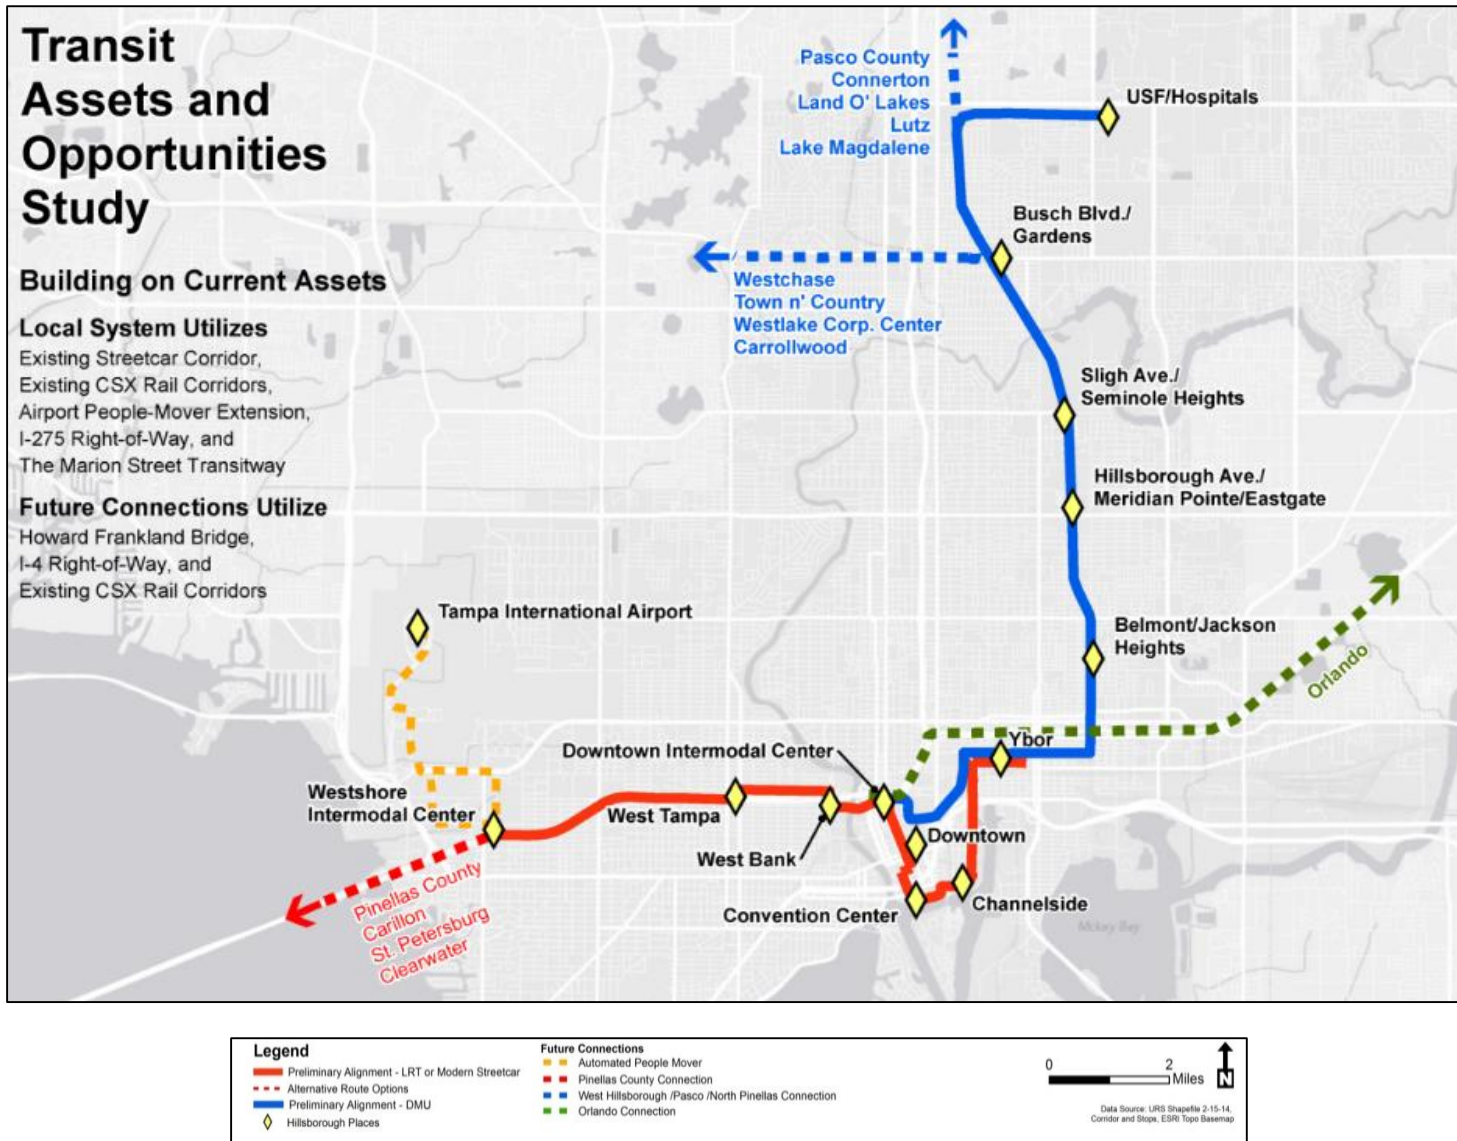 Transit
Assets and
Opportunities
Study
Building on Current Assets
Local System Utilizes
Existing Streetcar Corridor,
Existing CSX Rail Corridors,
Airport People-Mover Extension,
I-275 Right-of-Way, and
The Marion Street Transitway
Future Connections Utilize
Howard Frankland Bridge,
I-4 Right-of-Way, and
Existing CSX Rail Corridors
Pasco County
Connerton
Land O' Lakes
Lutz
Lake Magdalene
USF/Hospitals
Busch Blvd./
Gardens
Westchase
Town n' Country
Westlake Corp. Center
Carrollwood
Sligh Ave./
Seminole Heights
Hillsborough Ave./
Meridian Pointe/Eastgate
Tampa International Airport
Belmont/Jackson
Heights
Orlando
Ybor
Downtown Intermodal Center
Westshore
Intermodal Center
West Tampa
West Bank
Downtown
Convention Center
Channelside
Mckay Bay
Pinellas County
Carillon
St. Petersburg
Clearwater
Legend
Preliminary Alignment - LRT or Modern Streetcar
Alternative Route Options
Preliminary Alignment - DMU
Hillsborough Places
Future Connections
Automated People Mover
Pinellas County Connection
West Hillsborough /Pasco /North Pinellas Connection
Orlando Connection
0 2
Miles
N
Data Source: URS Shapefile 2-15-14,
Corridor and Stops, ESRI Topo Basemap